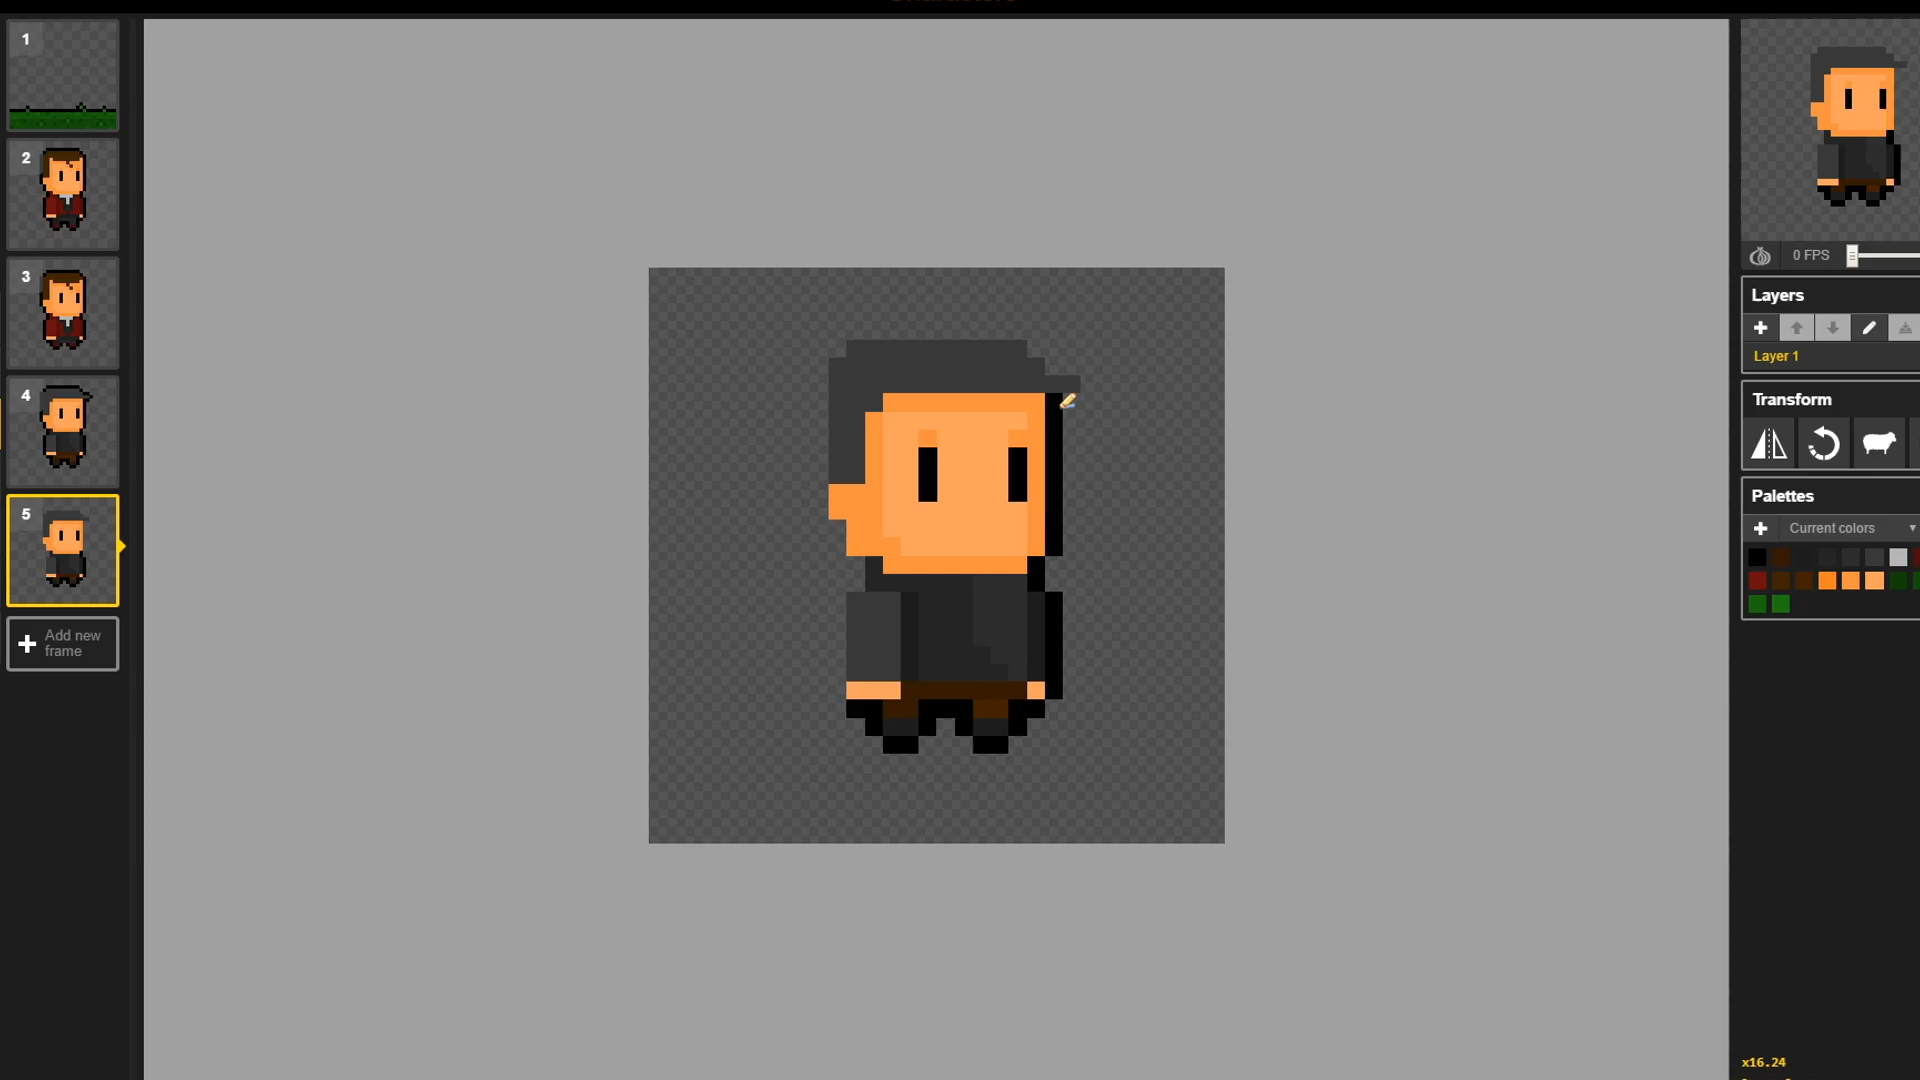 1
2
3
4
5
Add new
frame
0 FPS
Layers
Layer 1
Transform
Palettes
Current colors
x16.24